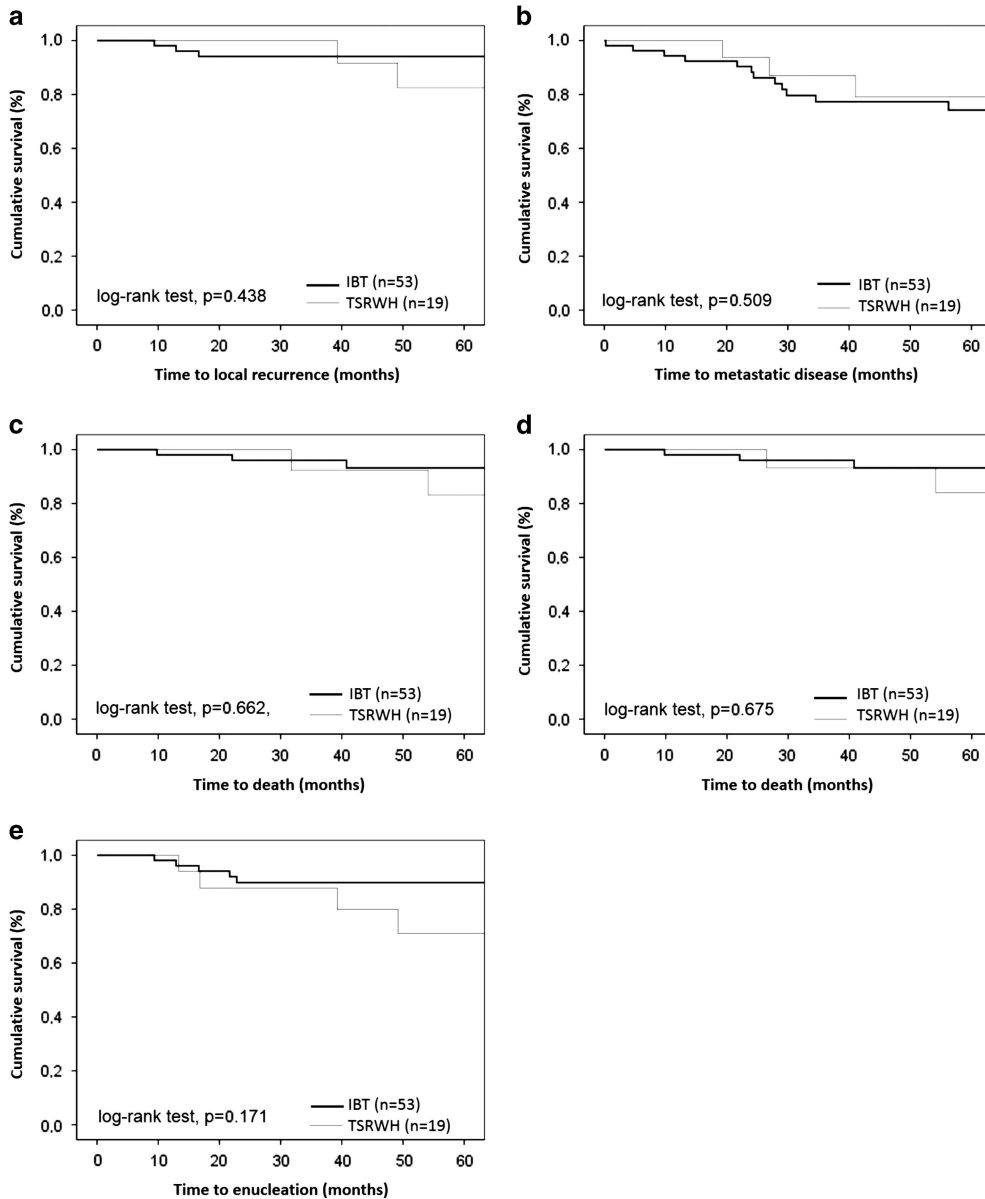 a
Cumulative survival (%)
1.0
0.8
0.6
0.4
0.2
0.0
log-rank test, p=0.438
IBT (n=53)
TSRWH (n=19)
0 10 20 30 40 50 60
Time to local recurrence (months)
b
Cumulative survival (%)
1.0
0.8
0.6
0.4
0.2
0.0
log-rank test, p=0.509
IBT (n=53)
TSRWH (n=19)
0 10 20 30 40 50 60
Time to metastatic disease (months)
c
Cumulative survival (%)
1.0
0.8
0.6
0.4
0.2
0.0
log-rank test, p=0.662,
IBT (n=53)
TSRWH (n=19)
0 10 20 30 40 50 60
Time to death (months)
d
Cumulative survival (%)
1.0
0.8
0.6
0.4
0.2
0.0
log-rank test, p=0.675
IBT (n=53)
TSRWH (n=19)
0 10 20 30 40 50 60
Time to death (months)
e
Cumulative survival (%)
1.0
0.8
0.6
0.4
0.2
0.0
log-rank test, p=0.171
IBT (n=53)
TSRWH (n=19)
0 10 20 30 40 50 60
Time to enucleation (months)